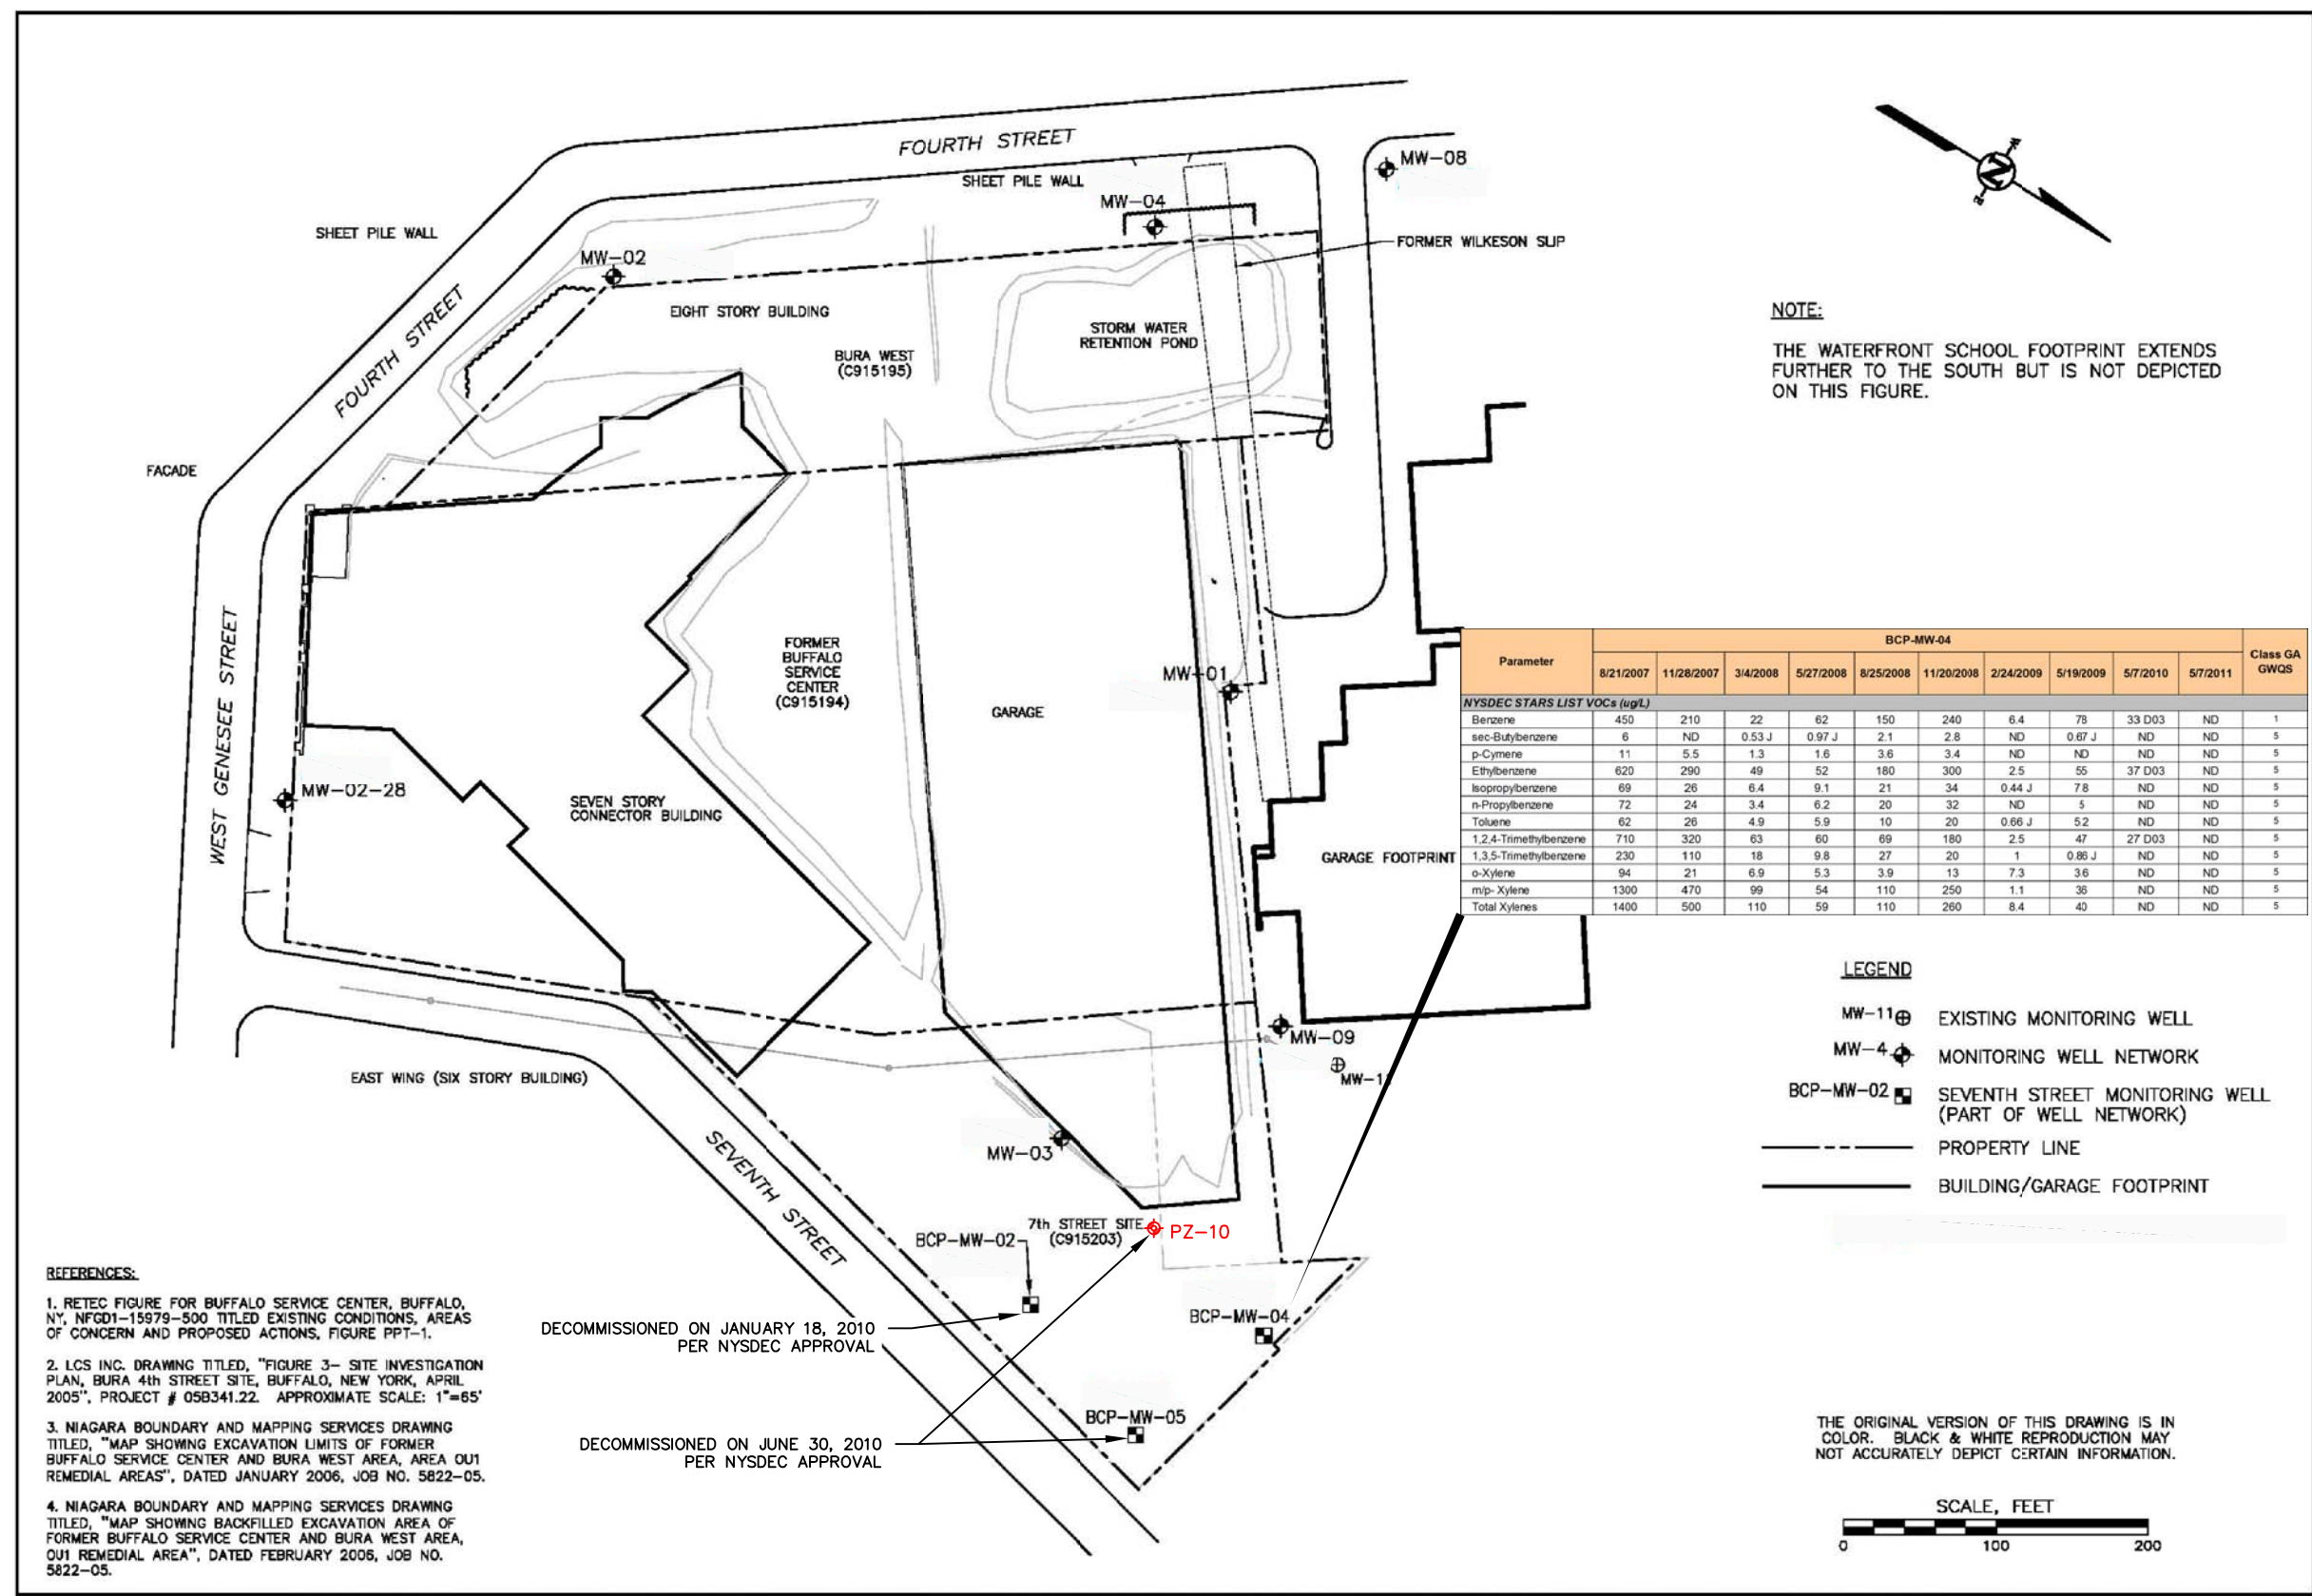 FOURTH STREET
SHEET PILE WALL
MW-08
MW-04
SHEET PILE WALL
FORMER WILKESON SLIP
MW-02
FOURTH STREET
EIGHT STORY BUILDING
STORM WATER
RETENTION POND
BURA WEST
(C915195)
NOTE:
THE WATERFRONT SCHOOL FOOTPRINT EXTENDS
FURTHER TO THE SOUTH BUT IS NOT DEPICTED
ON THIS FIGURE.
FACADE
WEST GENESEE STREET
FORMER
BUFFALO
SERVICE
CENTER
(C915194)
GARAGE
MW-01
MW-02-28
SEVEN STORY
CONNECTOR BUILDING
GARAGE FOOTPRINT
Parameter BCP-MW-04 Class GA GWQS
8/21/2007 11/28/2007 3/4/2008 5/27/2008 8/25/2008 11/20/2008 2/24/2009 5/19/2009 5/7/2010 5/7/2011
NYSDEC STARS LIST VOCs (ug/L)
Benzene 450 210 22 62 150 240 6.4 78 33 D03 ND 1
sec-Butylbenzene 6 ND 0.53 J 0.97 J 2.1 2.8 ND 0.67 J ND ND 5
p-Cymene 11 5.5 1.3 1.6 3.6 3.4 ND ND ND ND 5
Ethylbenzene 620 290 49 52 180 300 2.5 55 37 D03 ND 5
Isopropylbenzene 69 26 6.4 9.1 21 34 0.44 J 7.8 ND ND 5
n-Propylbenzene 72 24 3.4 6.2 20 32 ND 5 ND ND 5
Toluene 62 26 4.9 5.9 10 20 0.66 J 5.2 ND ND 5
1,2,4-Trimethylbenzene 710 320 63 60 69 180 2.5 47 27 D03 ND 5
1,3,5-Trimethylbenzene 230 110 18 9.8 27 20 1 0.86 J ND ND 5
o-Xylene 94 21 6.9 5.3 3.9 13 7.3 3.6 ND ND 5
m/p- Xylene 1300 470 99 54 110 250 1.1 36 ND ND 5
Total Xylenes 1400 500 110 59 110 260 8.4 40 ND ND 5
LEGEND
MW-11 EXISTING MONITORING WELL
MW-4 MONITORING WELL NETWORK
BCP-MW-02 SEVENTH STREET MONITORING WELL
(PART OF WELL NETWORK)
PROPERTY LINE
BUILDING/GARAGE FOOTPRINT
MW-09
EAST WING (SIX STORY BUILDING)
MW-03
SEVENTH STREET
7th STREET SITE
(C915203)
PZ-10
BCP-MW-02
BCP-MW-04
BCP-MW-05
DECOMMISSIONED ON JANUARY 18, 2010
PER NYSDEC APPROVAL
DECOMMISSIONED ON JUNE 30, 2010
PER NYSDEC APPROVAL
REFERENCES:
1. RETEC FIGURE FOR BUFFALO SERVICE CENTER, BUFFALO,
NY, NFGD1-15979-500 TITLED EXISTING CONDITIONS, AREAS
OF CONCERN AND PROPOSED ACTIONS, FIGURE PPT-1.
2. LCS INC. DRAWING TITLED, "FIGURE 3- SITE INVESTIGATION
PLAN, BURA 4th STREET SITE, BUFFALO, NEW YORK, APRIL
2005", PROJECT # 05B341.22. APPROXIMATE SCALE: 1"=65'
3. NIAGARA BOUNDARY AND MAPPING SERVICES DRAWING
TITLED, "MAP SHOWING EXCAVATION LIMITS OF FORMER
BUFFALO SERVICE CENTER AND BURA WEST AREA, AREA OU1
REMEDIAL AREAS", DATED JANUARY 2006, JOB NO. 5822-05.
4. NIAGARA BOUNDARY AND MAPPING SERVICES DRAWING
TITLED, "MAP SHOWING BACKFILLED EXCAVATION AREA OF
FORMER BUFFALO SERVICE CENTER AND BURA WEST AREA,
OU1 REMEDIAL AREA", DATED FEBRUARY 2006, JOB NO.
5822-05.
THE ORIGINAL VERSION OF THIS DRAWING IS IN
COLOR. BLACK & WHITE REPRODUCTION MAY
NOT ACCURATELY DEPICT CERTAIN INFORMATION.
SCALE, FEET
0 100 200